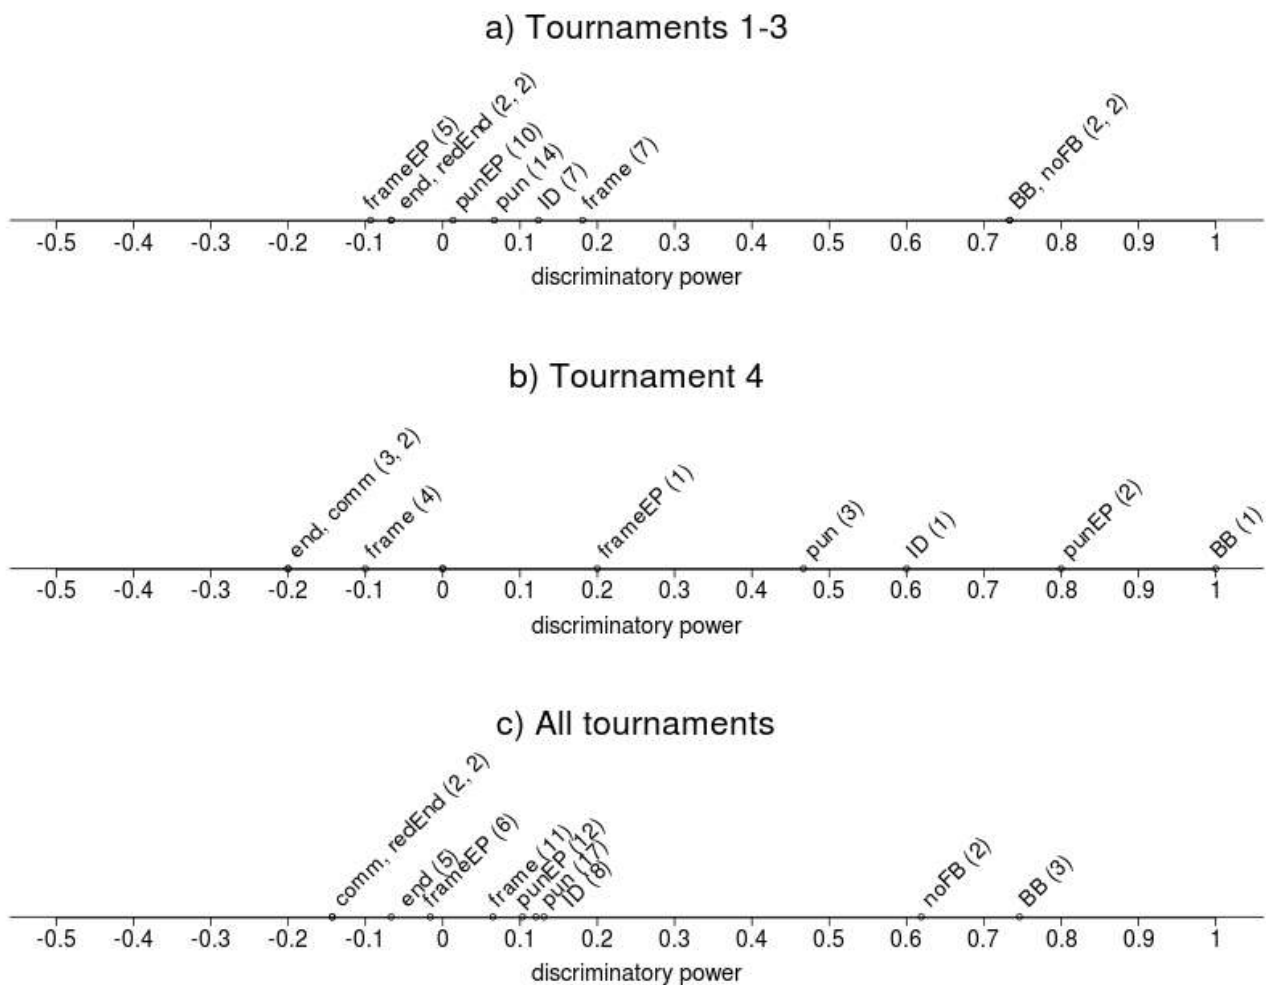 a) Tournaments 1-3
frameEP (5)
end, redEnd (2, 2)
punEP (10)
pun (14)
ID (7)
frame (7)
BB, noFB (2, 2)
-0.5 -0.4 -0.3 -0.2 -0.1 0 0.1 0.2 0.3 0.4 0.5 0.6 0.7 0.8 0.9 1
discriminatory power
b) Tournament 4
end, comm (3, 2)
frame (4)
frameEP (1)
pun (3)
ID (1)
punEP (2)
BB (1)
-0.5 -0.4 -0.3 -0.2 -0.1 0 0.1 0.2 0.3 0.4 0.5 0.6 0.7 0.8 0.9 1
discriminatory power
c) All tournaments
comm, redEnd (2, 2)
end (5)
frameEP (6)
frame (11)
punEP (12)
pun (17)
ID (8)
noFB (2)
BB (3)
-0.5 -0.4 -0.3 -0.2 -0.1 0 0.1 0.2 0.3 0.4 0.5 0.6 0.7 0.8 0.9 1
discriminatory power